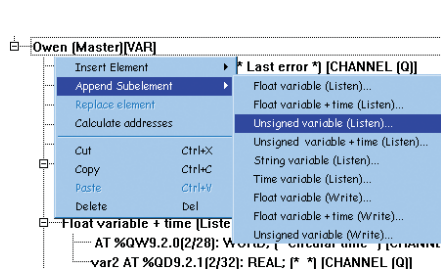 Owen (Master)[VAR]
Insert Element
* Last error *) [CHANNEL (Q)]
Append Subelement
Float variable (Listen)...
Replace element
Float variable + time (Listen)...
Calculate addresses
Unsigned variable (Listen)...
Unsigned variable + time (Listen)...
Cut Ctrl+X
String variable (Listen)...
Copy Ctrl+C
Time variable (Listen)...
Paste Ctrl+V
Float variable (Write)...
Delete Del
Float variable + time (Write)...
Float variable + time [Liste
Unsigned variable (Write)...
AT %QW9.2.0[2/28]: WORD; (* Circular time *) [CHANNEL
var2 AT %QD9.2.1[2/32]: REAL; (* *) [CHANNEL (Q)]